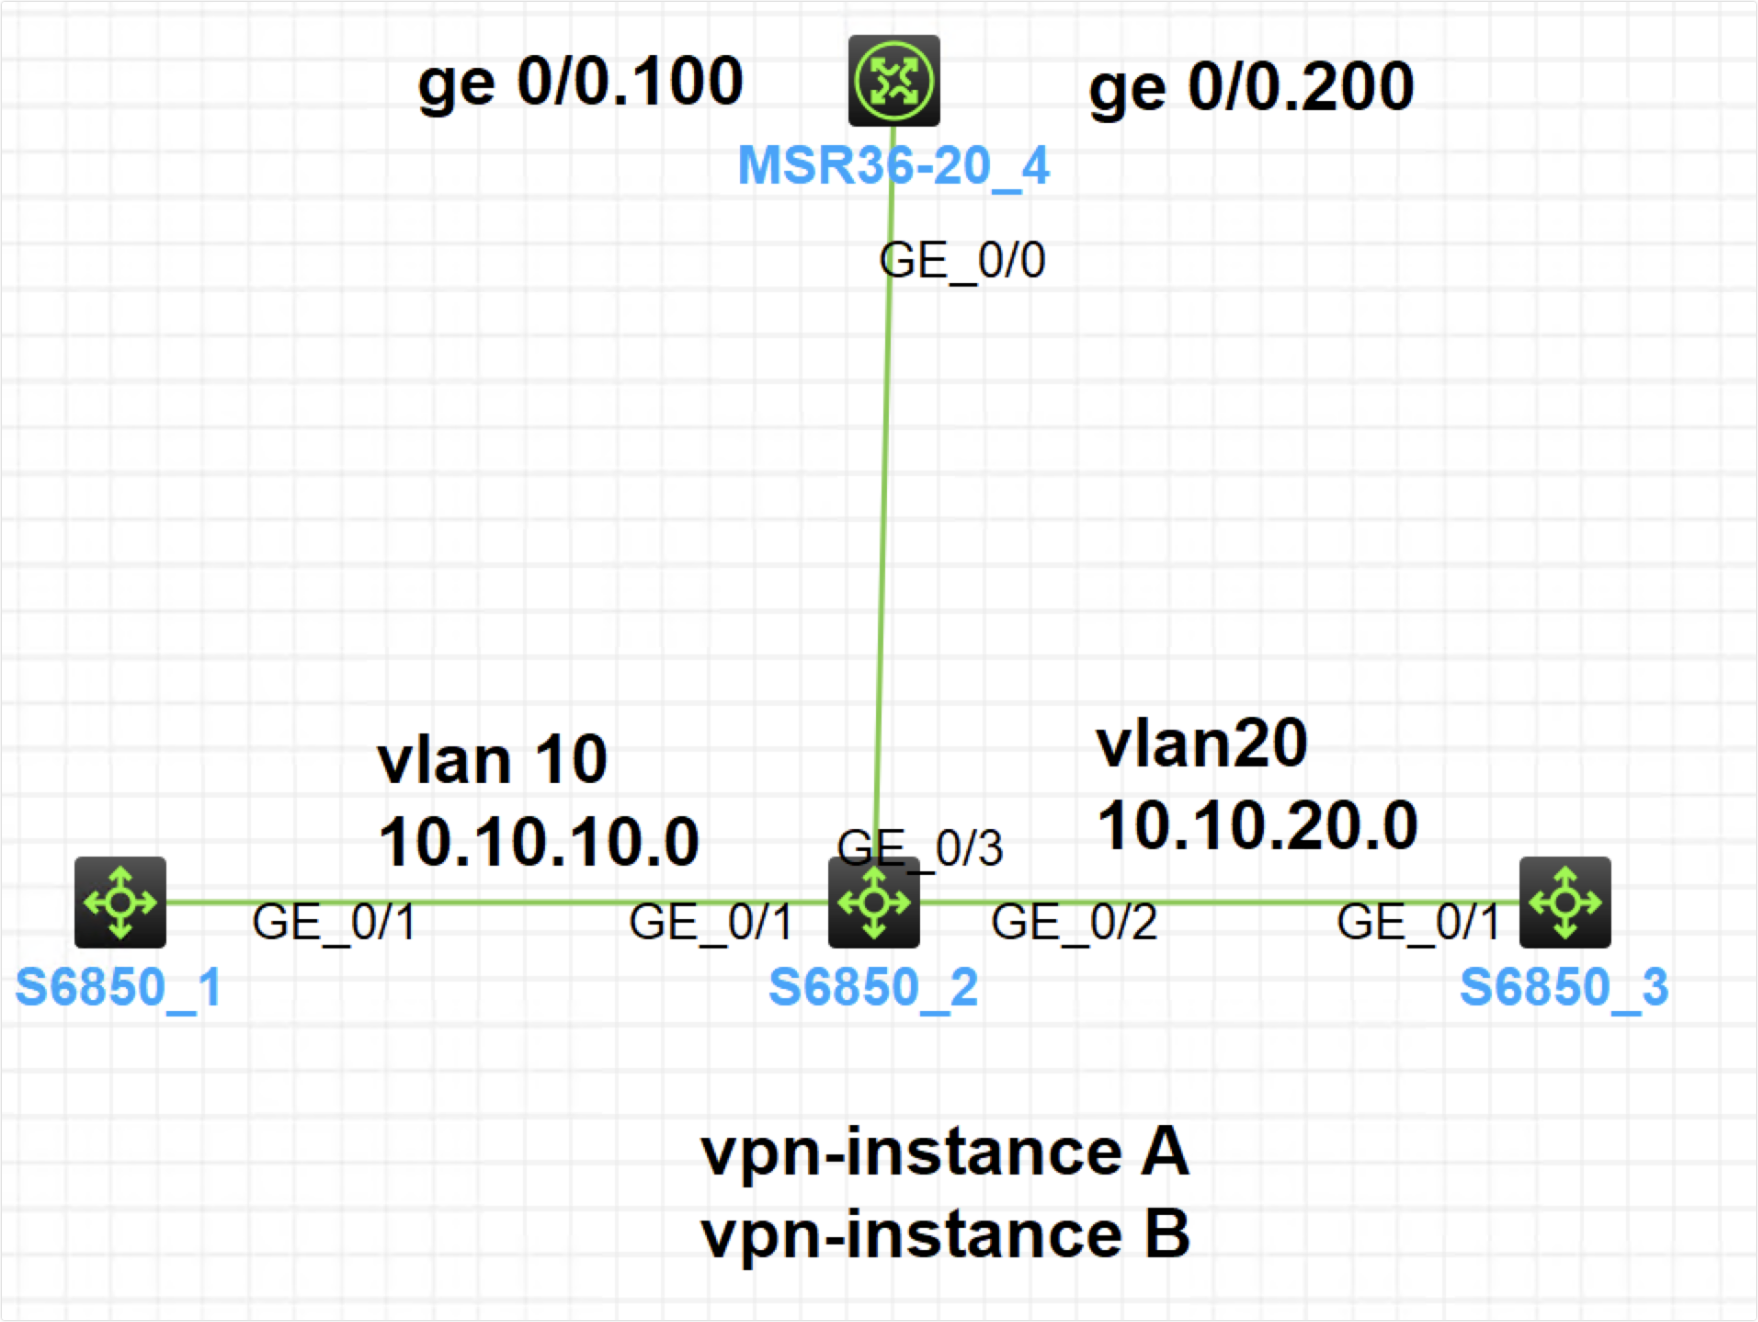 ge 0/0.100
ge 0/0.200
MSR36-20_4
GE_0/0
vlan 10
10.10.10.0
vlan20
10.10.20.0
GE_0/3
GE_0/1
GE_0/1
GE_0/2
GE_0/1
S6850_1
S6850_2
S6850_3
vpn-instance A
vpn-instance B